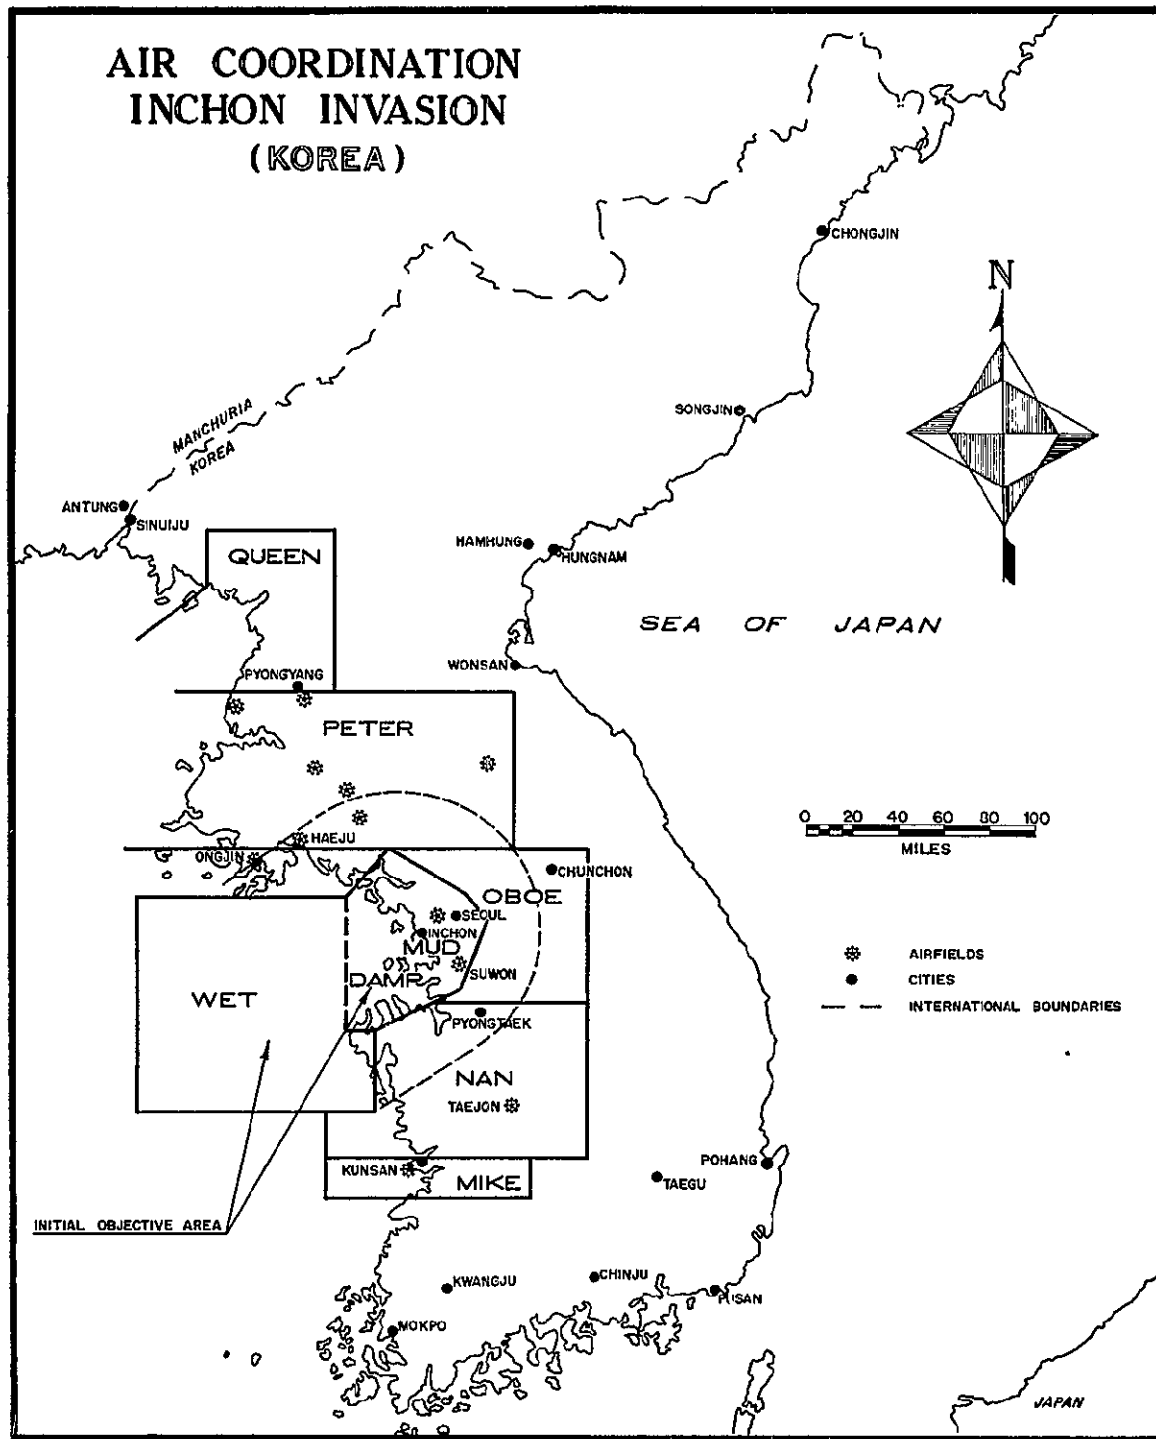 AIR COORDINATION
INCHON INVASION
(KOREA)
CHONGJIN
N
SONGJIN
MANCHURIA
KOREA
ANTUNG
SINUIJU
HAMHUNG
HUNGNAM
QUEEN
SEA OF JAPAN
WONSAN
PYONGYANG
PETER
0 20 40 60 80 100
MILES
HAEJU
ONGJIN
CHUNCHON
OBOE
SEOUL
INCHON
MUD
SUWON
DAMP
WET
AIRFIELDS
CITIES
INTERNATIONAL BOUNDARIES
PYONGTAEK
NAN
TAEJON
KUNSAN
MIKE
POHANG
TAEGU
INITIAL OBJECTIVE AREA
KWANGJU
CHINJU
PUSAN
MOKPO
JAPAN